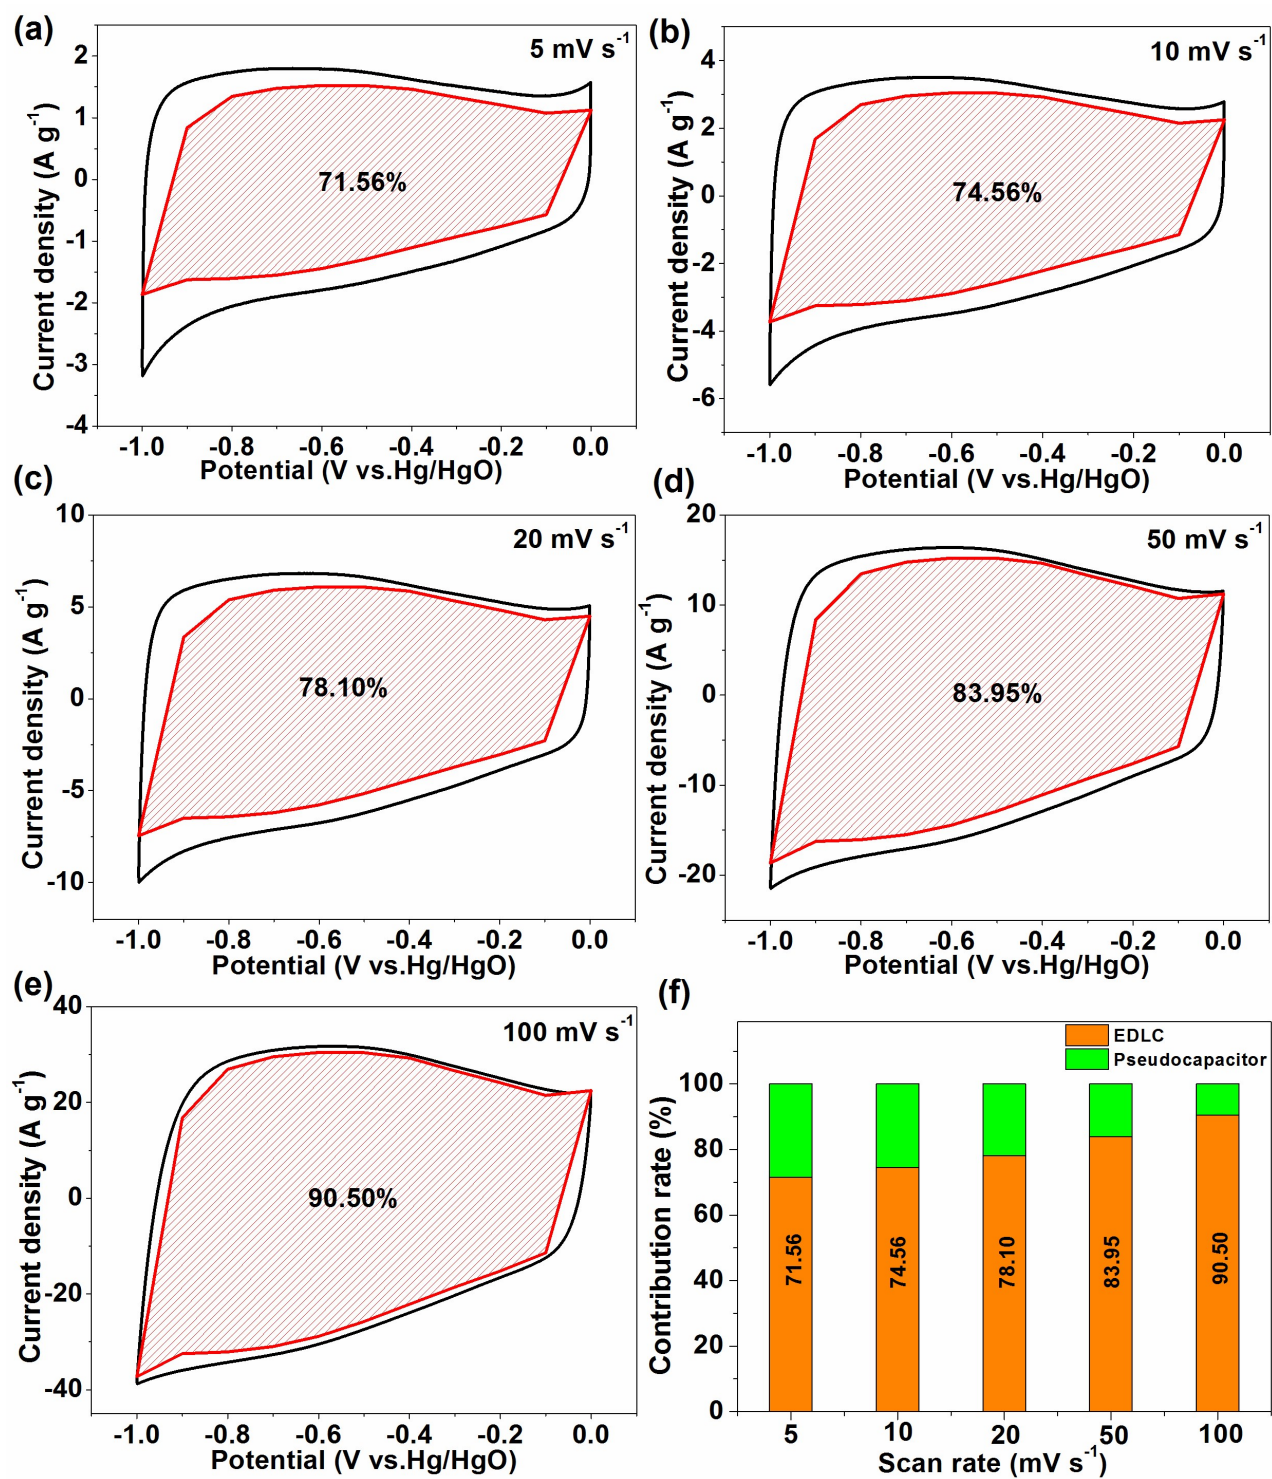 (a)
5 mV s⁻¹
Current density (A g⁻¹)
2
1
0
-1
-2
-3
-4
71.56%
-1.0 -0.8 -0.6 -0.4 -0.2 0.0
Potential (V vs.Hg/HgO)
(b)
10 mV s⁻¹
Current density (A g⁻¹)
4
2
0
-2
-4
-6
74.56%
-1.0 -0.8 -0.6 -0.4 -0.2 0.0
Potential (V vs.Hg/HgO)
(c)
20 mV s⁻¹
Current density (A g⁻¹)
10
5
0
-5
-10
78.10%
-1.0 -0.8 -0.6 -0.4 -0.2 0.0
Potential (V vs.Hg/HgO)
(d)
50 mV s⁻¹
Current density (A g⁻¹)
20
10
0
-10
-20
83.95%
-1.0 -0.8 -0.6 -0.4 -0.2 0.0
Potential (V vs.Hg/HgO)
(e)
100 mV s⁻¹
Current density (A g⁻¹)
40
20
0
-20
-40
90.50%
-1.0 -0.8 -0.6 -0.4 -0.2 0.0
Potential (V vs.Hg/HgO)
(f)
EDLC
Pseudocapacitor
Contribution rate (%)
100
80
60
40
20
0
71.56 74.56 78.10 83.95 90.50
5 10 20 50 100
Scan rate (mV s⁻¹)